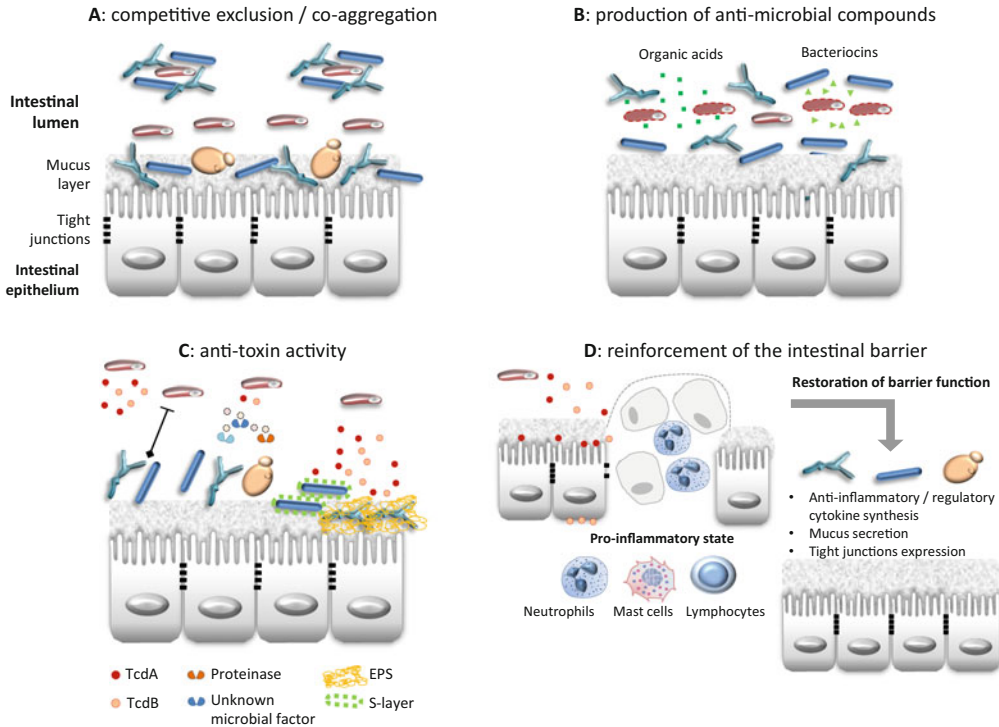 A: competitive exclusion / co-aggregation
Intestinal
lumen
Mucus
layer
Tight
junctions
Intestinal
epithelium
B: production of anti-microbial compounds
Organic acids
Bacteriocins
C: anti-toxin activity
TcdA
TcdB
Proteinase
Unknown
microbial factor
EPS
S-layer
D: reinforcement of the intestinal barrier
Restoration of barrier function
• Anti-inflammatory / regulatory
cytokine synthesis
• Mucus secretion
• Tight junctions expression
Pro-inflammatory state
Neutrophils
Mast cells
Lymphocytes